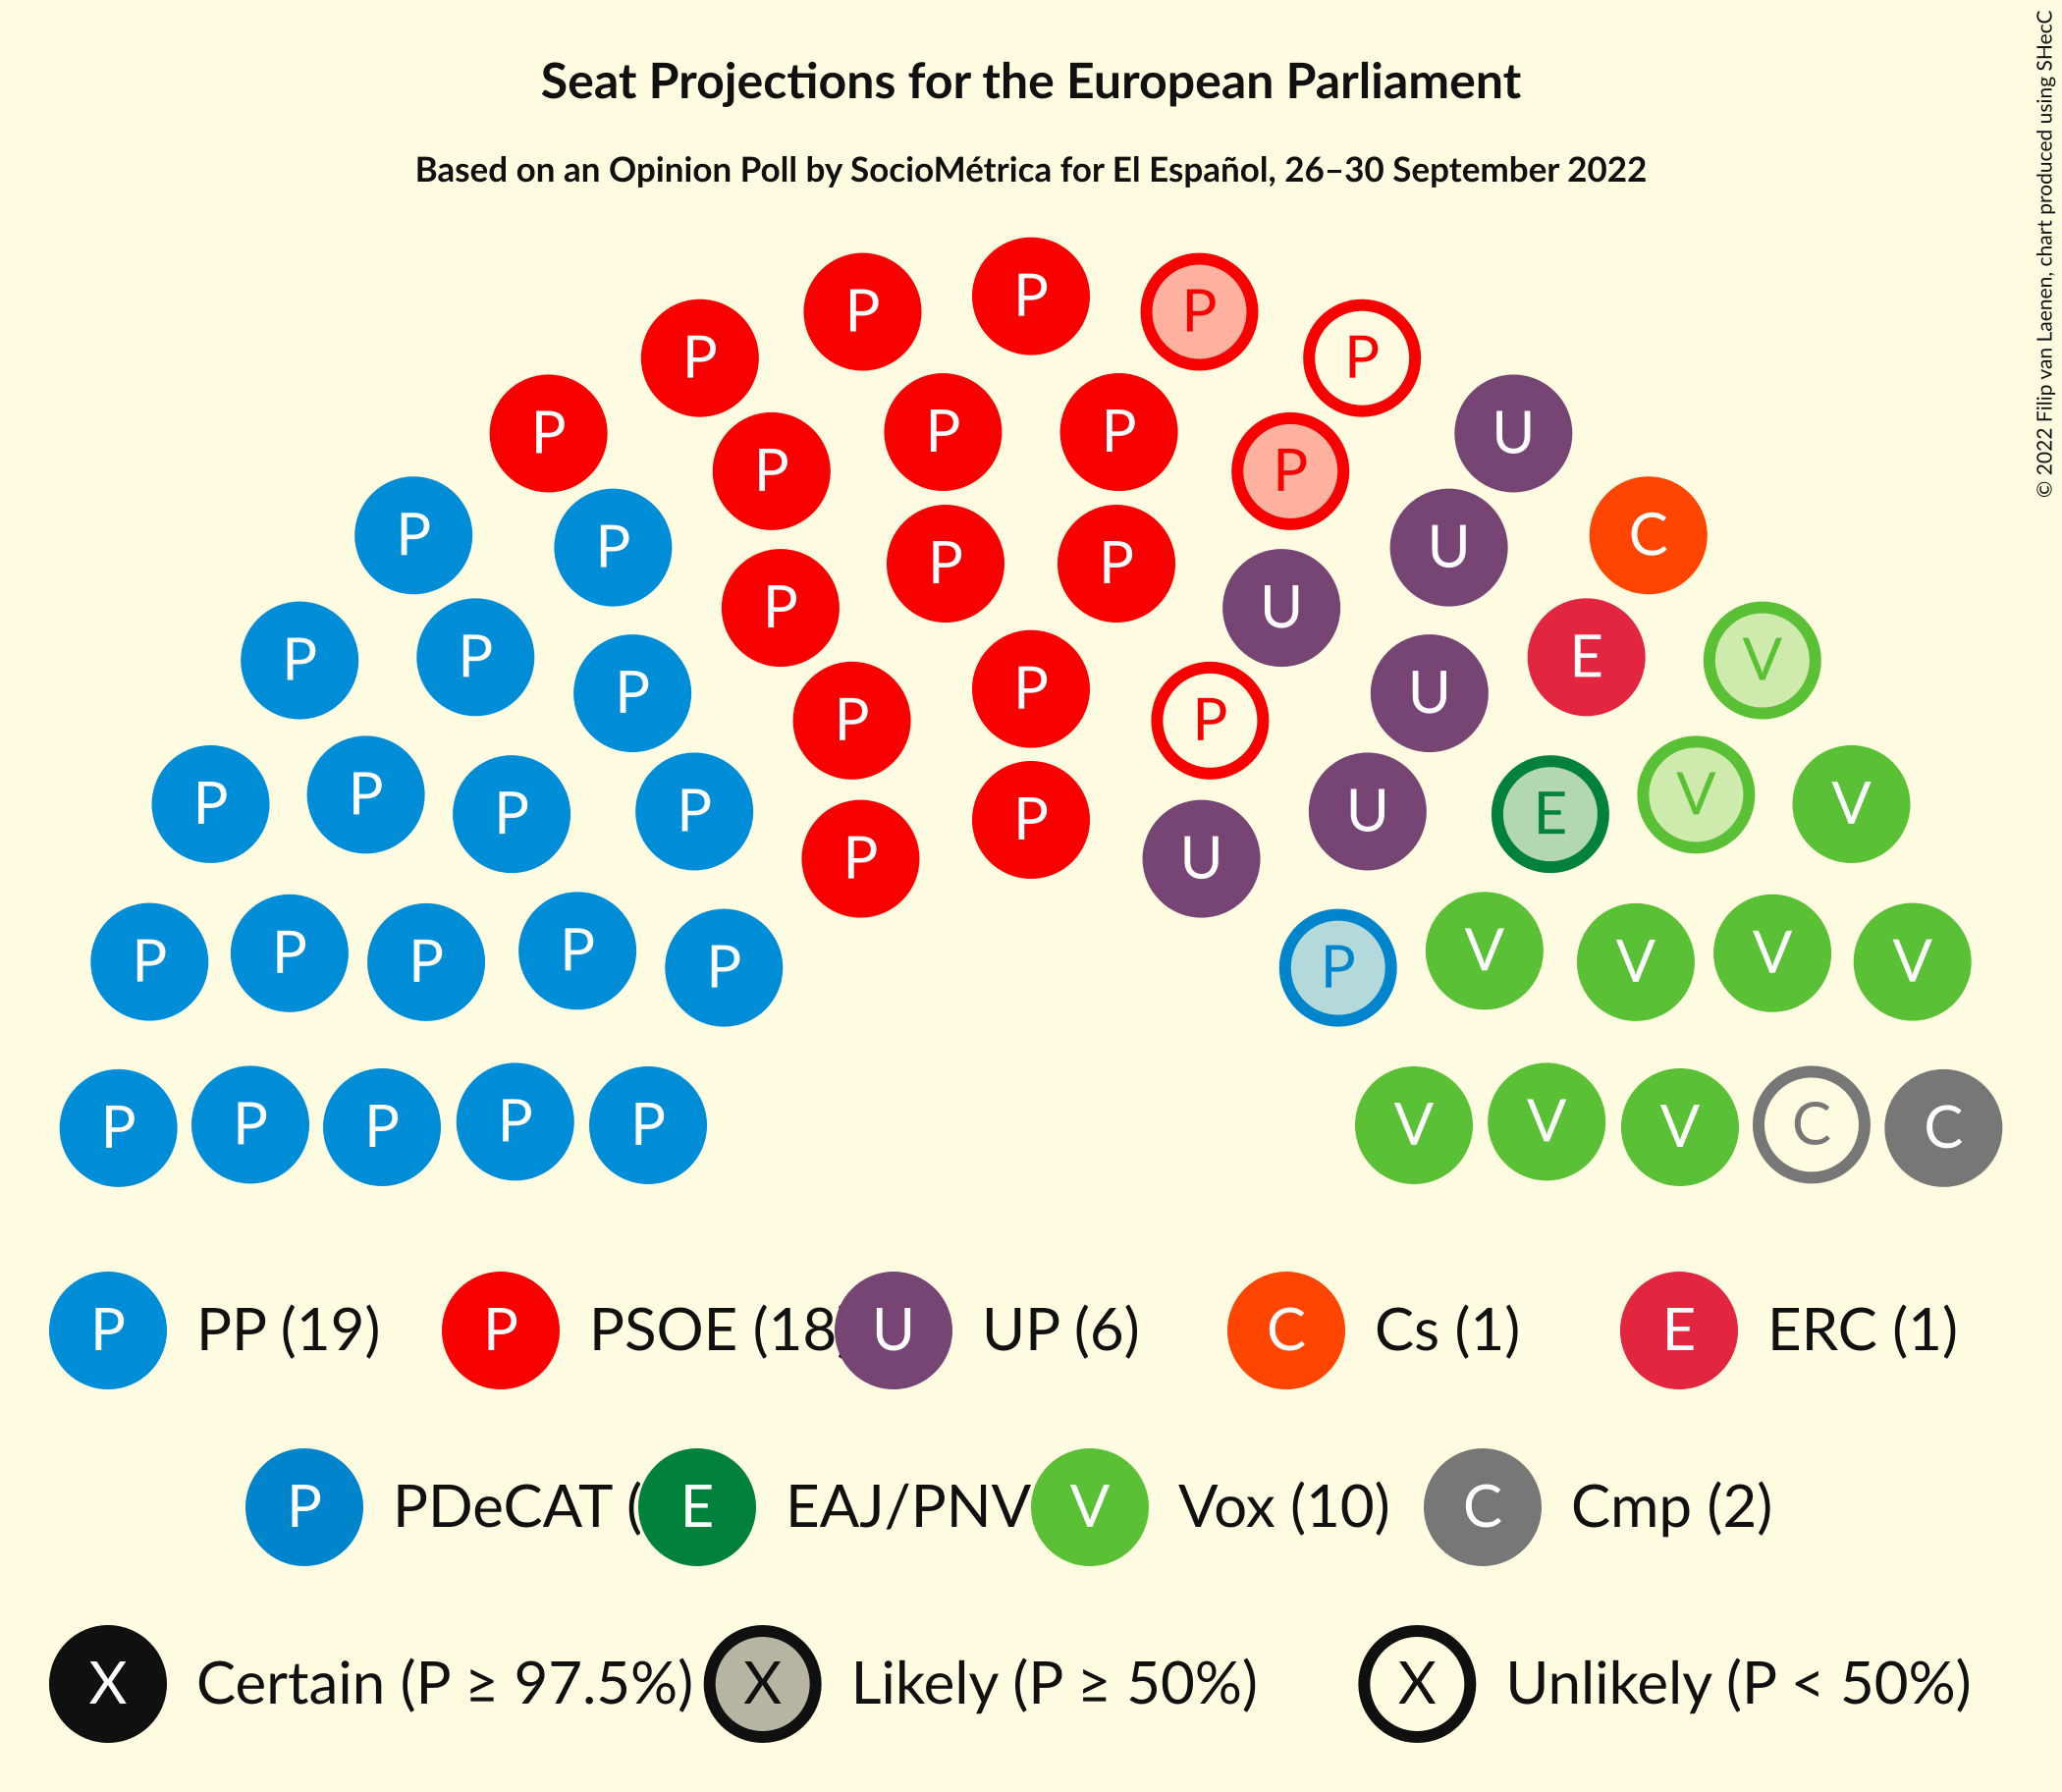 Seat Projections for the European Parliament
Based on an Opinion Poll by SocioMétrica for El Español, 26–30 September 2022
© 2022 Filip van Laenen, chart produced using SHecC
P
P P P P
P P P P U
P P P U
P P P P U C
P P U
P P P P U E V
P P P P P U E V V
P P U
P P P P P P V V V V
P P P P P V V V C C
P PP (19) P PSOE (18 U UP (6) C Cs (1) E ERC (1)
P PDeCAT ( E EAJ/PNV V Vox (10) C Cmp (2)
X Certain (P ≥ 97.5%) X Likely (P ≥ 50%) X Unlikely (P < 50%)